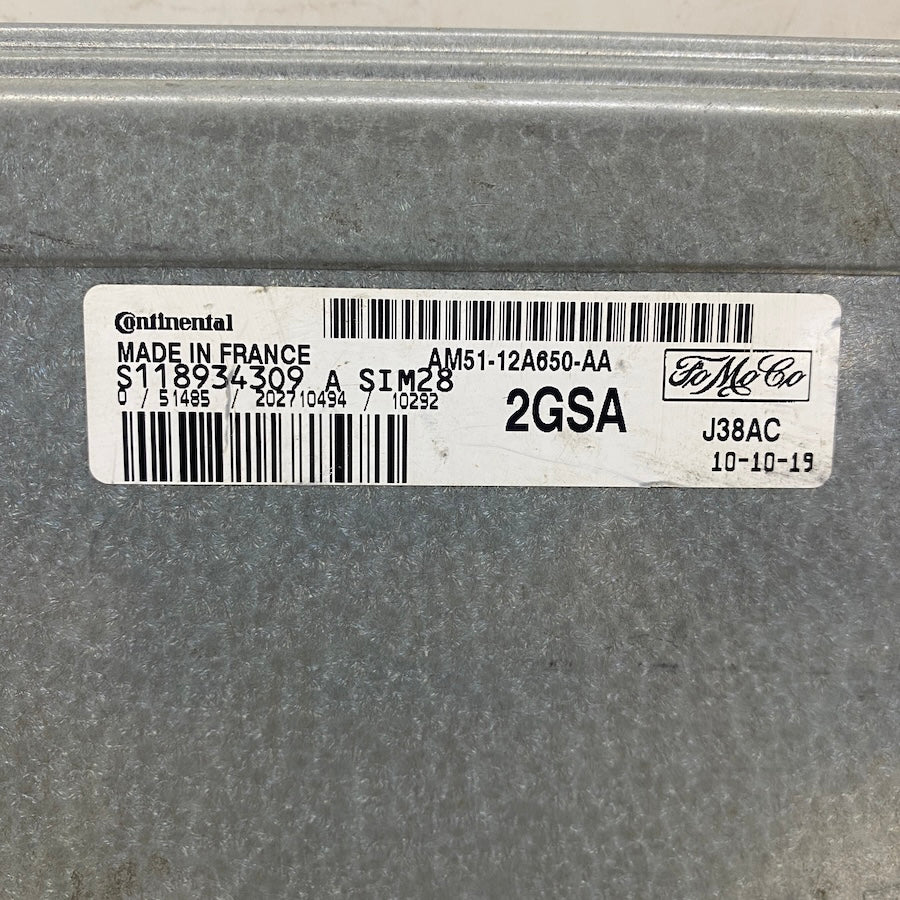 Continental
MADE IN FRANCE
S118934309 A SIM28
0 / 51485 / 202710494 / 10292
AM51-12A650-AA
2GSA
FoMoCo
J38AC
10-10-19